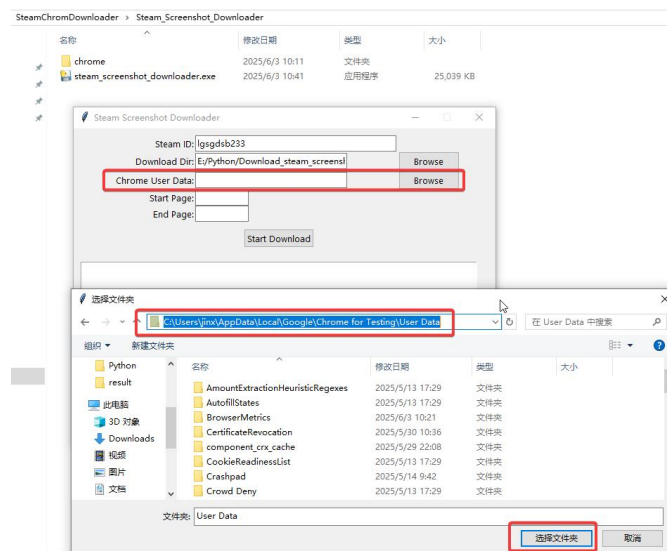 SteamChromDownloader › Steam_Screenshot_Downloader
名称 修改日期 类型 大小
chrome 2025/6/3 10:11 文件夹
steam_screenshot_downloader.exe 2025/6/3 10:41 应用程序 25,039 KB
Steam Screenshot Downloader
Steam ID: lgsgdsb233
Download Dir: E:/Python/Download_steam_screensl Browse
Chrome User Data: Browse
Start Page:
End Page:
Start Download
选择文件夹
C:\Users\jinx\AppData\Local\Google\Chrome for Testing\User Data 在 User Data 中搜索
组织 新建文件夹
Python 名称 修改日期 类型 大小
result AmountExtractionHeuristicRegexes 2025/5/13 17:29 文件夹
此电脑 AutofillStates 2025/5/13 17:29 文件夹
3D 对象 BrowserMetrics 2025/6/3 10:21 文件夹
Downloads CertificateRevocation 2025/5/30 10:36 文件夹
视频 component_crx_cache 2025/5/29 22:08 文件夹
图片 CookieReadinessList 2025/5/13 17:29 文件夹
文档 Crashpad 2025/5/14 9:42 文件夹
Crowd Deny 2025/5/13 17:29 文件夹
文件夹: User Data
选择文件夹 取消